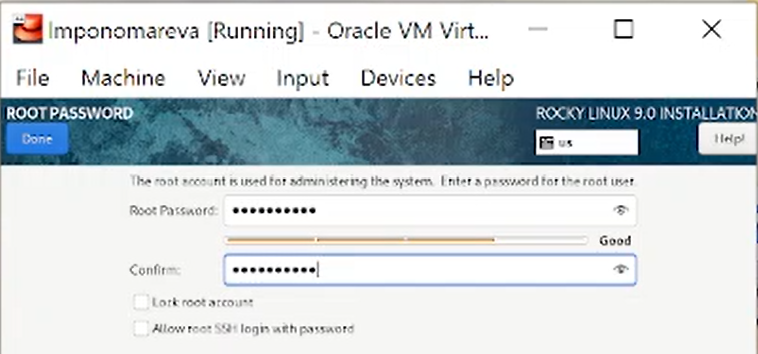 Imponomareva [Running] - Oracle VM Virt...
File Machine View Input Devices Help
ROOT PASSWORD
ROCKY LINUX 9.0 INSTALLATION
Done
us
Help!
The root account is used for administering the system. Enter a password for the root user.
Root Password: ••••••••••
Good
Confirm: ••••••••••
Lock root account
Allow root SSH login with password